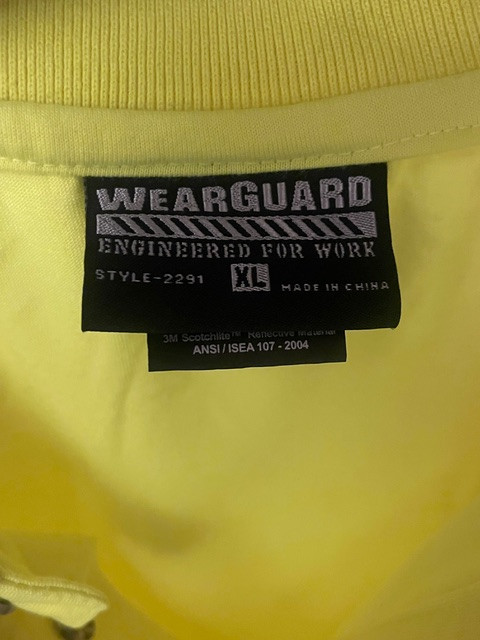 WEARGUARD
ENGINEERED FOR WORK
STYLE-2291 XL MADE IN CHINA
3M Scotchlite™ Reflective Material
ANSI / ISEA 107 - 2004